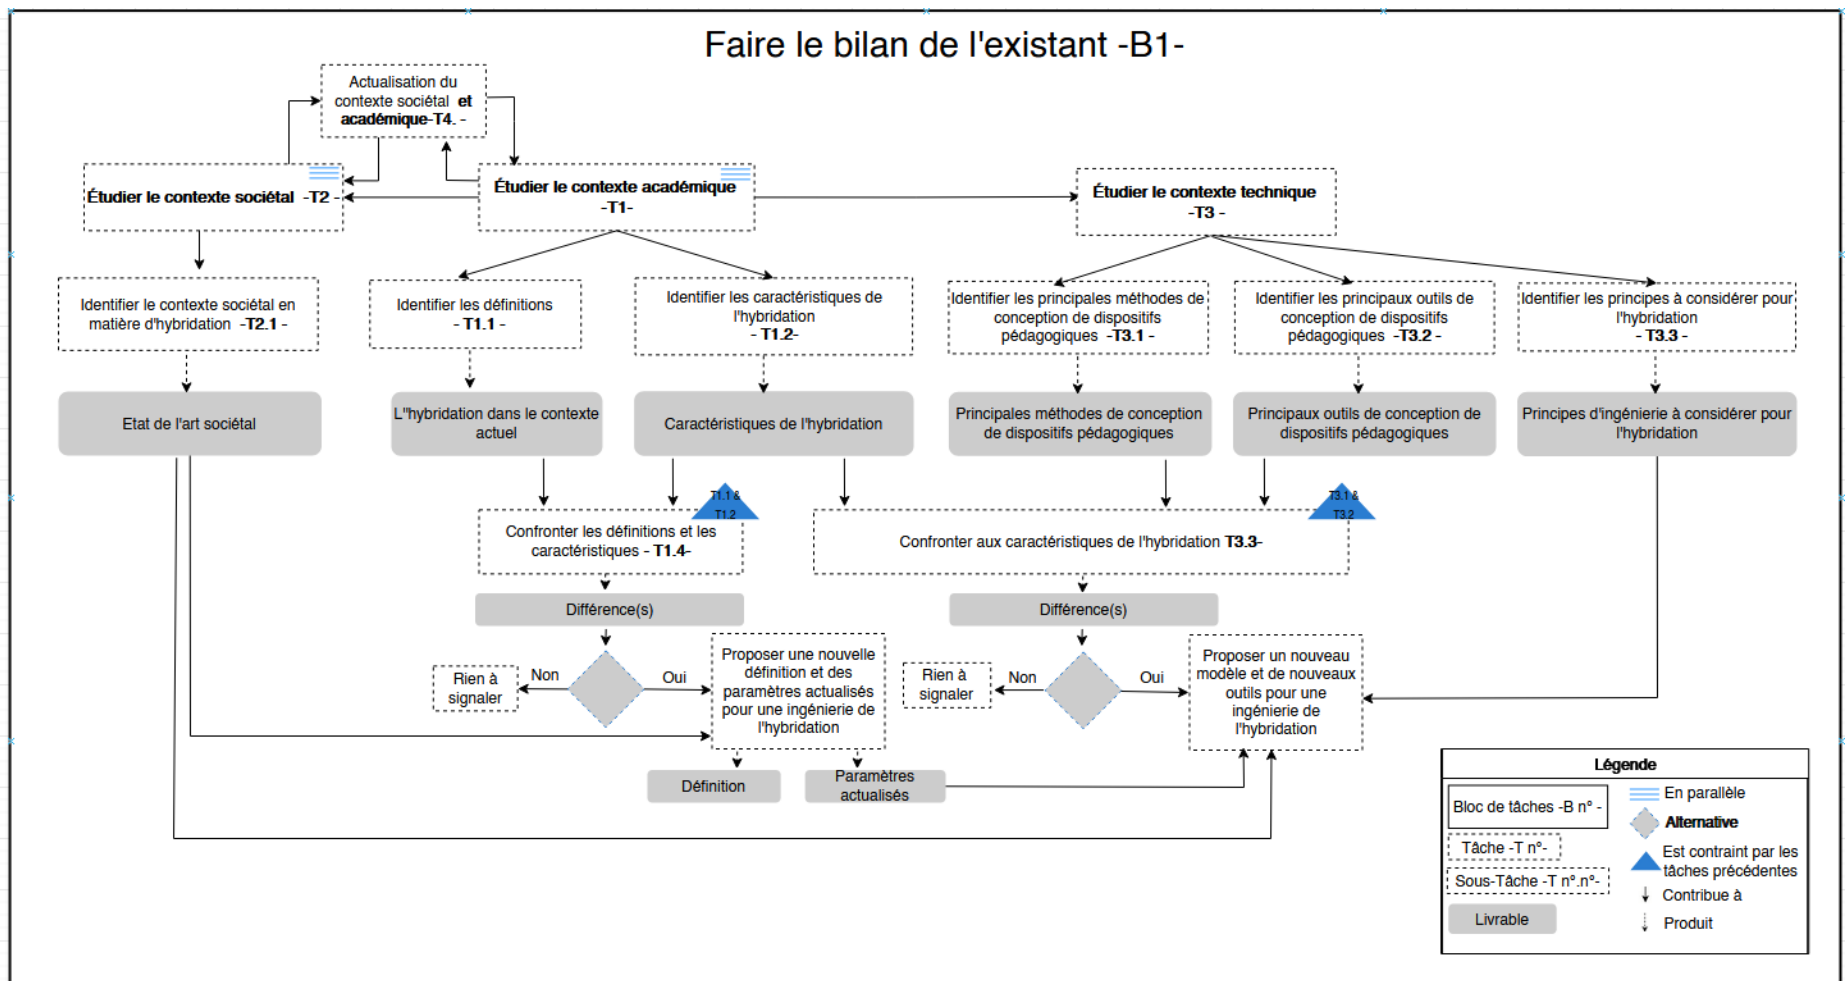 Faire le bilan de l'existant -B1-
Actualisation du
contexte sociétal et
académique-T4. -
Étudier le contexte sociétal -T2 -
Étudier le contexte académique
-T1-
Étudier le contexte technique
-T3 -
Identifier le contexte sociétal en
matière d'hybridation -T2.1 -
Identifier les définitions
- T1.1 -
Identifier les caractéristiques de
l'hybridation
- T1.2-
Identifier les principales méthodes de
conception de dispositifs
pédagogiques -T3.1 -
Identifier les principaux outils de
conception de dispositifs
pédagogiques -T3.2 -
Identifier les principes à considérer pour
l'hybridation
- T3.3 -
Etat de l'art sociétal
L''hybridation dans le contexte
actuel
Caractéristiques de l'hybridation
Principales méthodes de conception
de dispositifs pédagogiques
Principaux outils de conception de
dispositifs pédagogiques
Principes d'ingénierie à considérer pour
l'hybridation
T1.1 &
T1.2
T3.1 &
T3.2
Confronter les définitions et les
caractéristiques - T1.4-
Confronter aux caractéristiques de l'hybridation T3.3-
Différence(s)
Différence(s)
Rien à
signaler
Non
Oui
Proposer une nouvelle
définition et des
paramètres actualisés
pour une ingénierie de
l'hybridation
Rien à
signaler
Non
Oui
Proposer un nouveau
modèle et de nouveaux
outils pour une
ingénierie de
l'hybridation
Définition
Paramètres
actualisés
Légende
Bloc de tâches -B n° -
Tâche -T n°-
Sous-Tâche -T n°.n°-
Livrable
En parallèle
Alternative
Est contraint par les
tâches précédentes
Contribue à
Produit